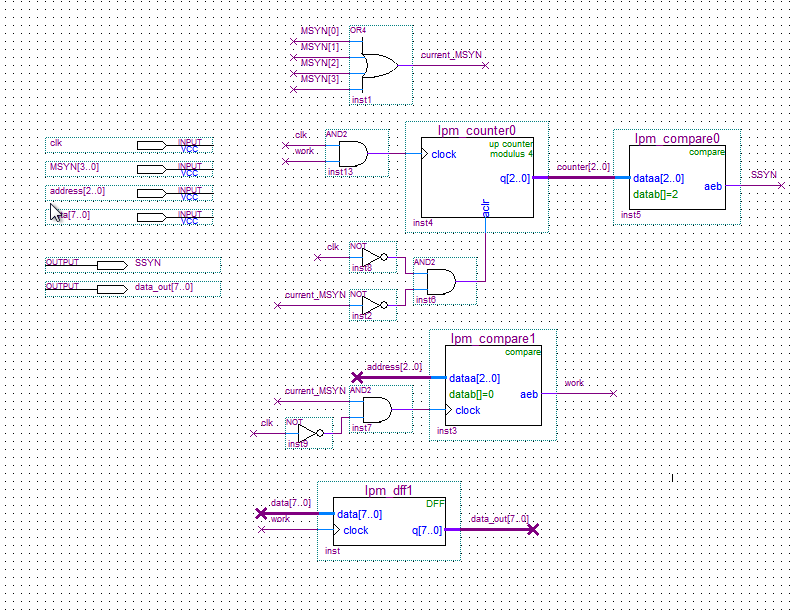 MSYN[0]
OR4
MSYN[1]
MSYN[2]
MSYN[3]
current_MSYN
inst1
clk
INPUT
VCC
MSYN[3..0]
INPUT
VCC
address[2..0]
INPUT
VCC
[7..0]
INPUT
VCC
OUTPUT
SSYN
OUTPUT
data_out[7..0]
clk
AND2
work
inst13
lpm_counter0
up counter
modulus 4
clock
q[2..0]
aclr
inst4
counter[2..0]
lpm_compare0
compare
dataa[2..0]
datab[]=2
aeb
inst5
SSYN
clk
NOT
inst8
AND2
inst6
current_MSYN
NOT
inst2
lpm_compare1
compare
address[2..0]
dataa[2..0]
datab[]=0
aeb
clock
inst3
work
current_MSYN
AND2
inst7
clk
NOT
inst9
lpm_dff1
DFF
data[7..0]
data[7..0]
work
clock
q[7..0]
data_out[7..0]
inst